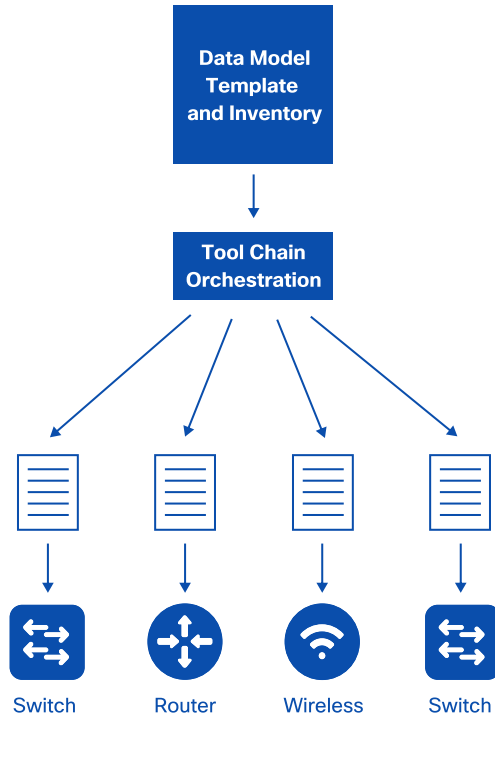 Data Model
Template
and Inventory
Tool Chain
Orchestration
Switch
Router
Wireless
Switch